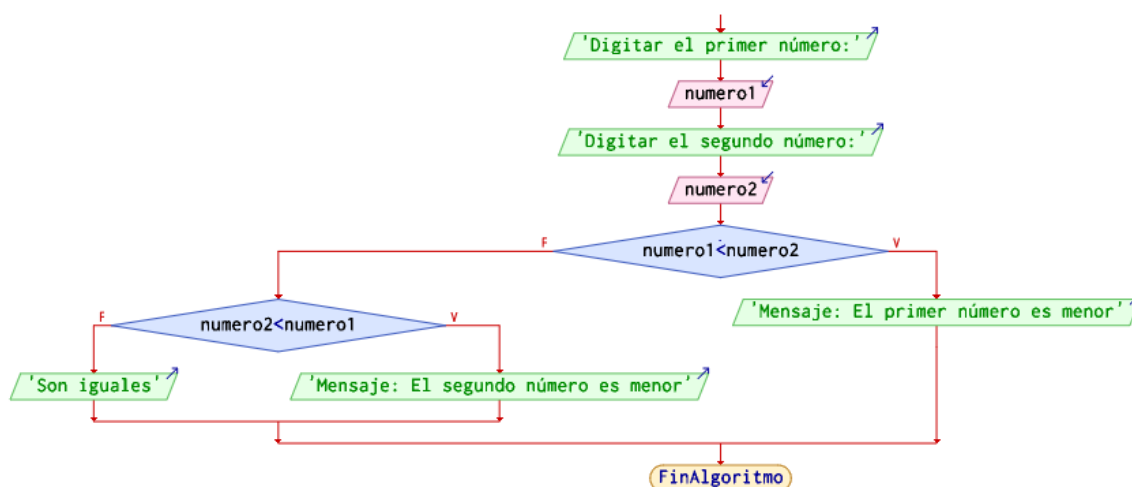 'Digitar el primer número:'
numero1
'Digitar el segundo número:'
numero2
F
numero1<numero2
V
'Mensaje: El primer número es menor'
F
numero2<numero1
V
'Son iguales'
'Mensaje: El segundo número es menor'
FinAlgoritmo